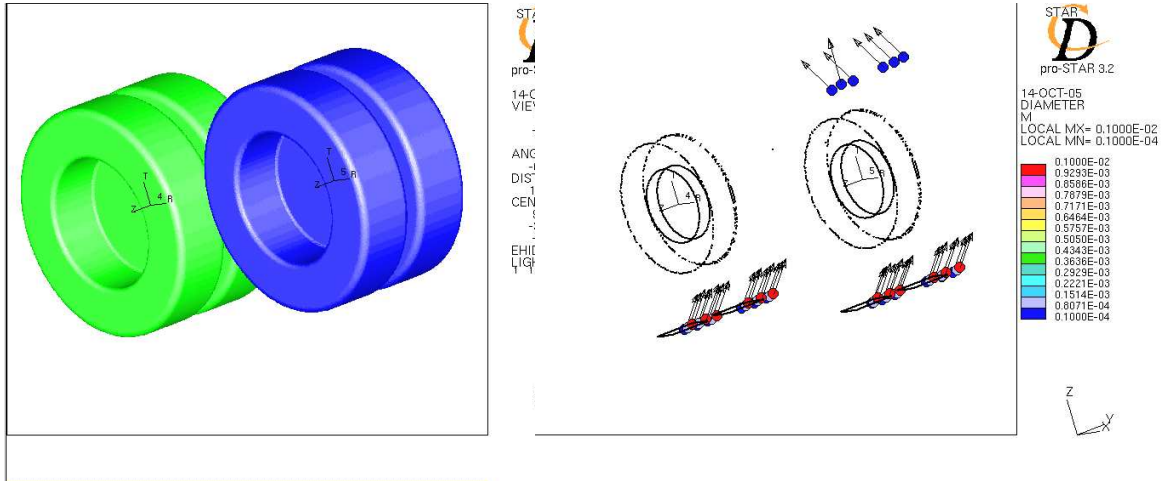 T
Z 4 R
T
Z 5 R
STAR
pro-
14-O
VIE
ANG
DIST
CEN
EHID
LIGH
4 R
Z 5 R
STAR
D
pro-STAR 3.2
14-OCT-05
DIAMETER
M
LOCAL MX= 0.1000E-02
LOCAL MN= 0.1000E-04
0.1000E-02
0.9293E-03
0.8586E-03
0.7879E-03
0.7171E-03
0.6464E-03
0.5757E-03
0.5050E-03
0.4343E-03
0.3636E-03
0.2929E-03
0.2221E-03
0.1514E-03
0.8071E-04
0.1000E-04
Z
Y
X